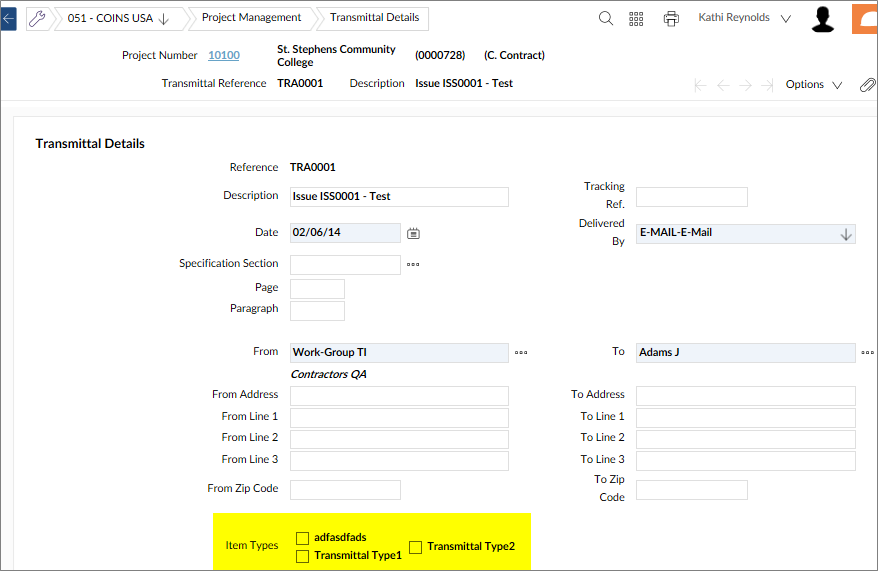 051 - COINS USA
Project Management
Transmittal Details
Kathi Reynolds
Project Number 10100 St. Stephens Community College (0000728) (C. Contract)
Transmittal Reference TRA0001 Description Issue ISS0001 - Test
Options
Transmittal Details
Reference TRA0001
Description Issue ISS0001 - Test
Tracking Ref.
Date 02/06/14
Delivered By E-MAIL-E-Mail
Specification Section
Page
Paragraph
From Work-Group TI
To Adams J
Contractors QA
From Address
To Address
From Line 1
To Line 1
From Line 2
To Line 2
From Line 3
To Line 3
From Zip Code
To Zip Code
Item Types
adfasdfads
Transmittal Type1
Transmittal Type2